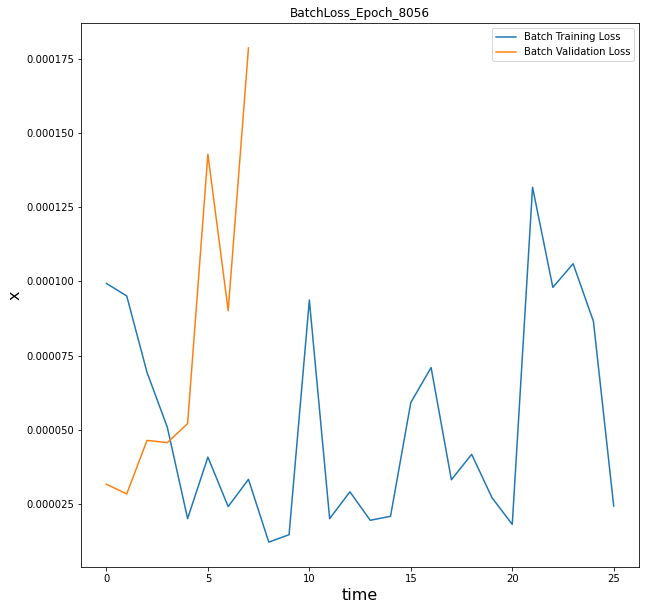 BatchLoss_Epoch_8056
Batch Training Loss
Batch Validation Loss
0.000175
0.000150
0.000125
0.000100
0.000075
0.000050
0.000025
x
0 5 10 15 20 25
time